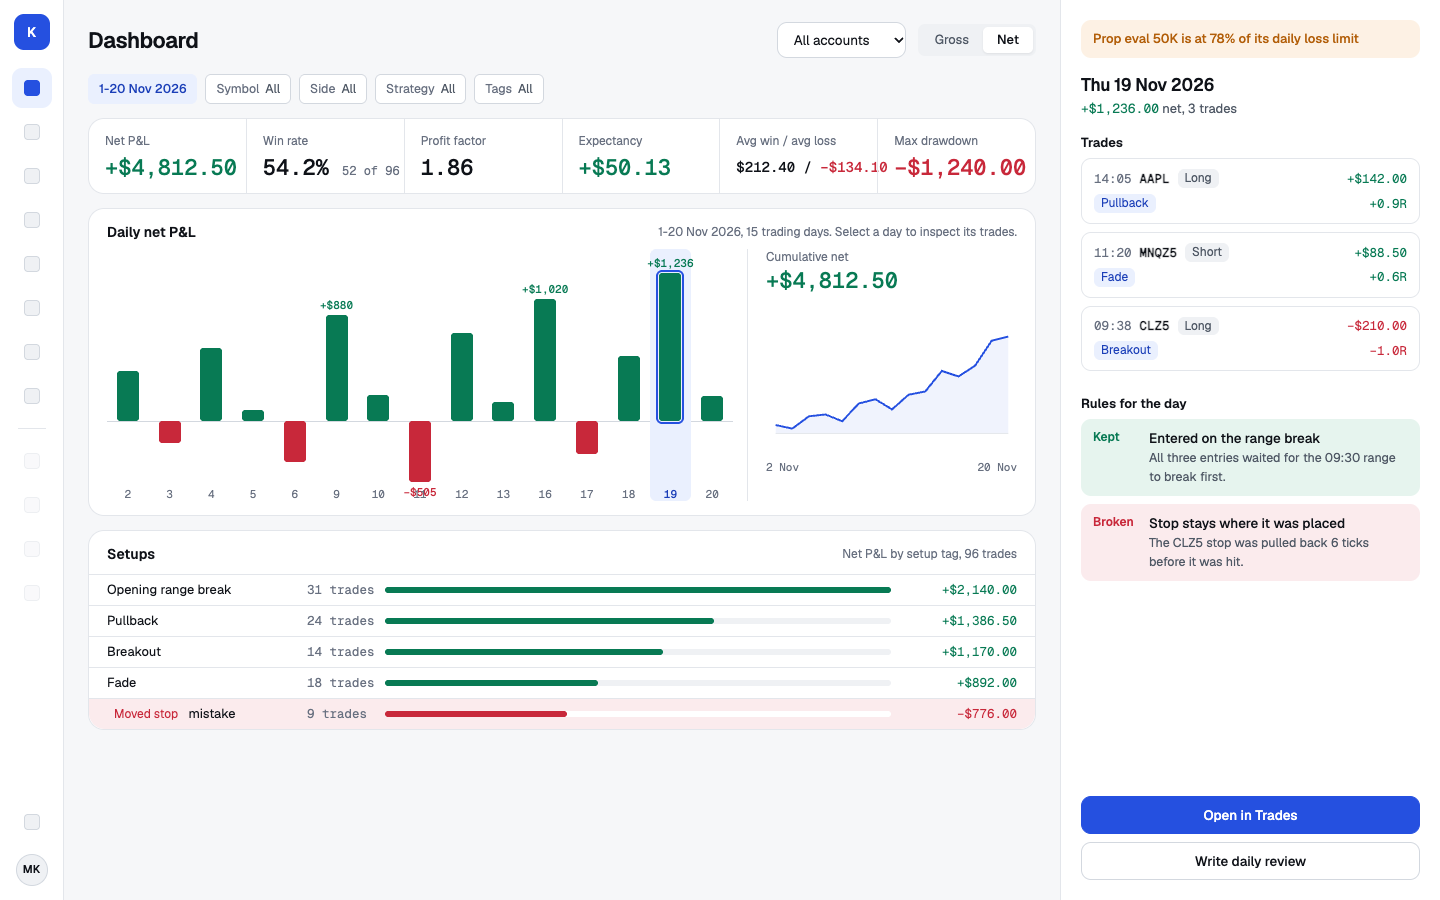 K
Dashboard
All accounts
Gross Net
1-20 Nov 2026 Symbol All Side All Strategy All Tags All
Net P&L
+$4,812.50
Win rate
54.2% 52 of 96
Profit factor
1.86
Expectancy
+$50.13
Avg win / avg loss
$212.40 / −$134.10
Max drawdown
−$1,240.00
Daily net P&L
1-20 Nov 2026, 15 trading days. Select a day to inspect its trades.
+$880
+$1,020
+$1,236
−$505
2 3 4 5 6 9 10 11 12 13 16 17 18 19 20
Cumulative net
+$4,812.50
2 Nov 20 Nov
Setups
Net P&L by setup tag, 96 trades
Opening range break 31 trades +$2,140.00
Pullback 24 trades +$1,386.50
Breakout 14 trades +$1,170.00
Fade 18 trades +$892.00
Moved stop mistake 9 trades −$776.00
MK
Prop eval 50K is at 78% of its daily loss limit
Thu 19 Nov 2026
+$1,236.00 net, 3 trades
Trades
14:05 AAPL Long +$142.00
Pullback +0.9R
11:20 MNQZ5 Short +$88.50
Fade +0.6R
09:38 CLZ5 Long −$210.00
Breakout −1.0R
Rules for the day
Kept Entered on the range break
All three entries waited for the 09:30 range
to break first.
Broken Stop stays where it was placed
The CLZ5 stop was pulled back 6 ticks
before it was hit.
Open in Trades
Write daily review